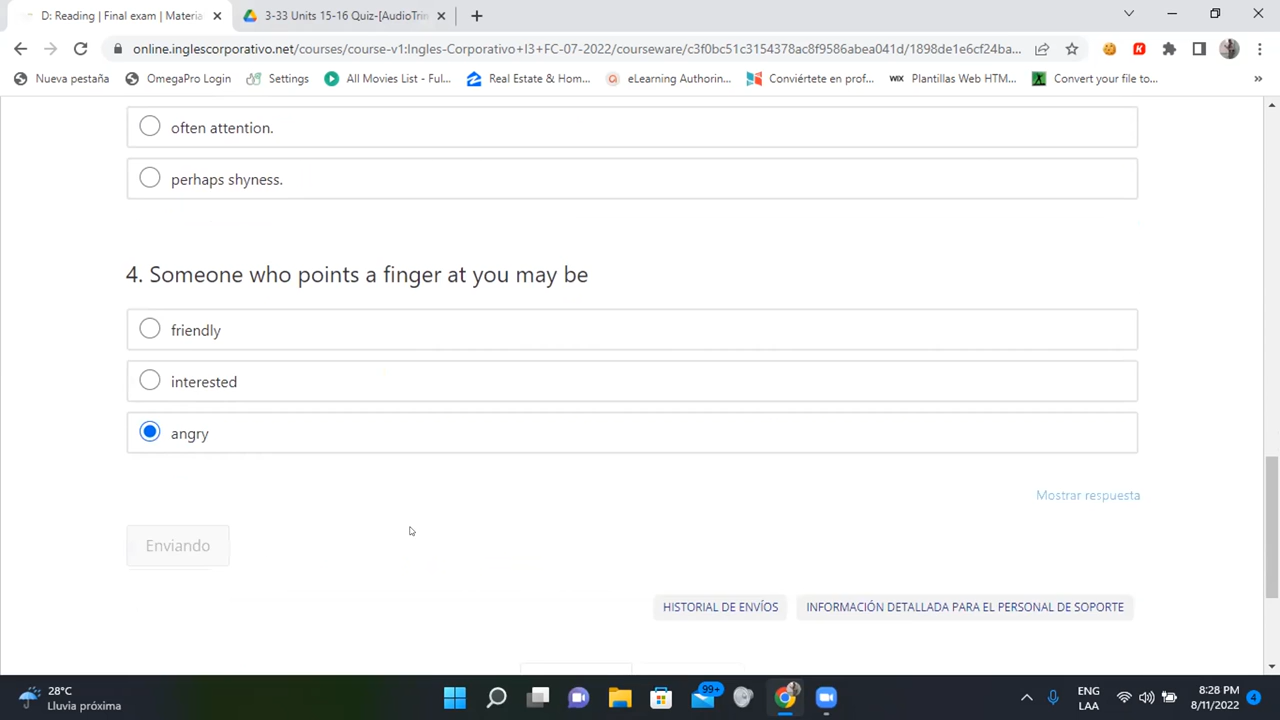 D: Reading | Final exam | Materia
3-33 Units 15-16 Quiz-[AudioTrin
online.inglescorporativo.net/courses/course-v1:Ingles-Corporativo+I3+FC-07-2022/courseware/c3f0bc51c3154378ac8f9586abea041d/1898de1e6cf24ba...
Nueva pestaña
OmegaPro Login
Settings
All Movies List - Ful...
Real Estate & Hom...
eLearning Authorin...
Conviértete en prof...
WIX Plantillas Web HTM...
Convert your file to...
»
often attention.
perhaps shyness.
4. Someone who points a finger at you may be
friendly
interested
angry
Mostrar respuesta
Enviando
HISTORIAL DE ENVÍOS
INFORMACIÓN DETALLADA PARA EL PERSONAL DE SOPORTE
28°C
Lluvia próxima
99+
ENG
LAA
8:28 PM
8/11/2022
4